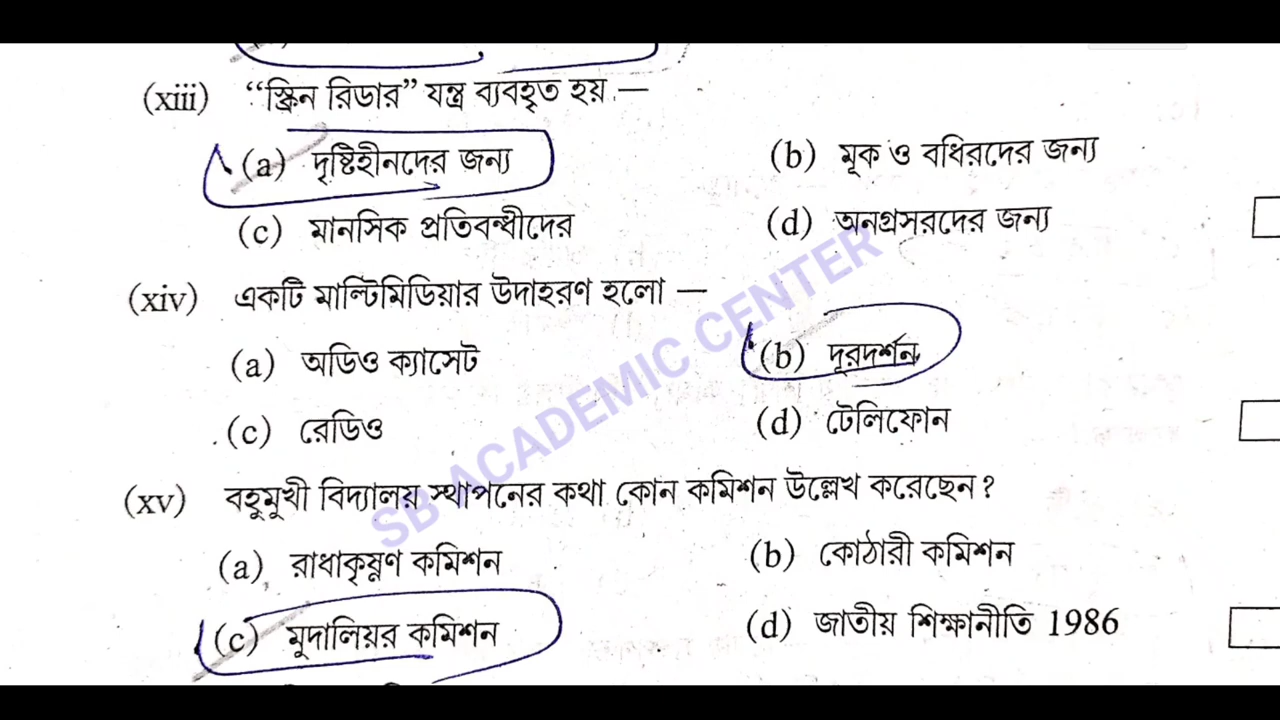 (xiii) “স্ক্রিন রিডার” যন্ত্র ব্যবহৃত হয় —
(a) দৃষ্টিহীনদের জন্য (b) মূক ও বধিরদের জন্য
(c) মানসিক প্রতিবন্ধীদের (d) অনগ্রসরদের জন্য
(xiv) একটি মাল্টিমিডিয়ার উদাহরণ হলো —
(a) অডিও ক্যাসেট (b) দূরদর্শন
(c) রেডিও (d) টেলিফোন
(xv) বহুমুখী বিদ্যালয় স্থাপনের কথা কোন কমিশন উল্লেখ করেছেন ?
(a) রাধাকৃষ্ণণ কমিশন (b) কোঠারী কমিশন
(c) মুদালিয়র কমিশন (d) জাতীয় শিক্ষানীতি 1986
SB ACADEMIC CENTER